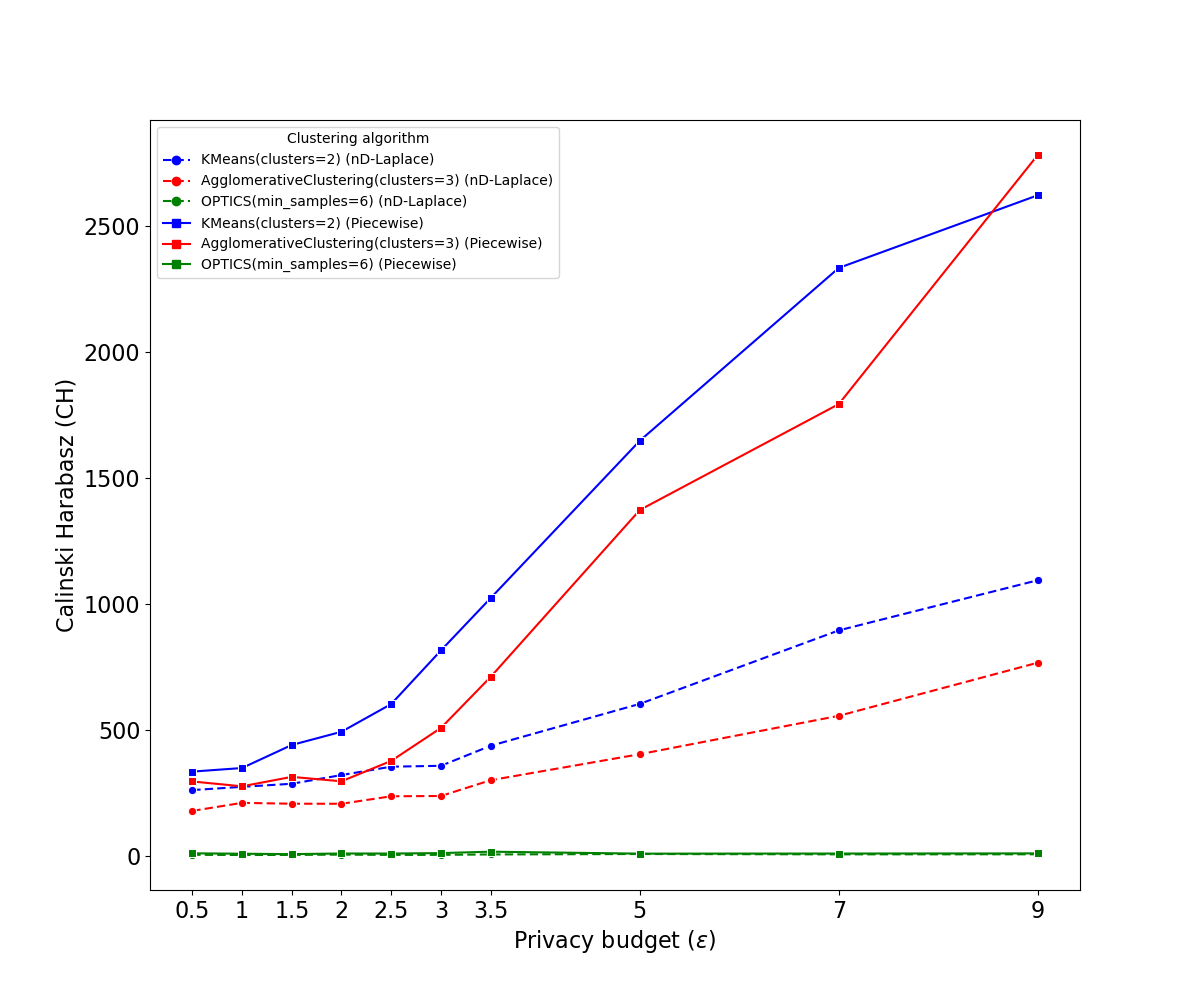 Clustering algorithm
KMeans(clusters=2) (nD-Laplace)
AgglomerativeClustering(clusters=3) (nD-Laplace)
OPTICS(min_samples=6) (nD-Laplace)
KMeans(clusters=2) (Piecewise)
AgglomerativeClustering(clusters=3) (Piecewise)
OPTICS(min_samples=6) (Piecewise)
Calinski Harabasz (CH)
2500
2000
1500
1000
500
0
0.5 1 1.5 2 2.5 3 3.5 5 7 9
Privacy budget (ε)